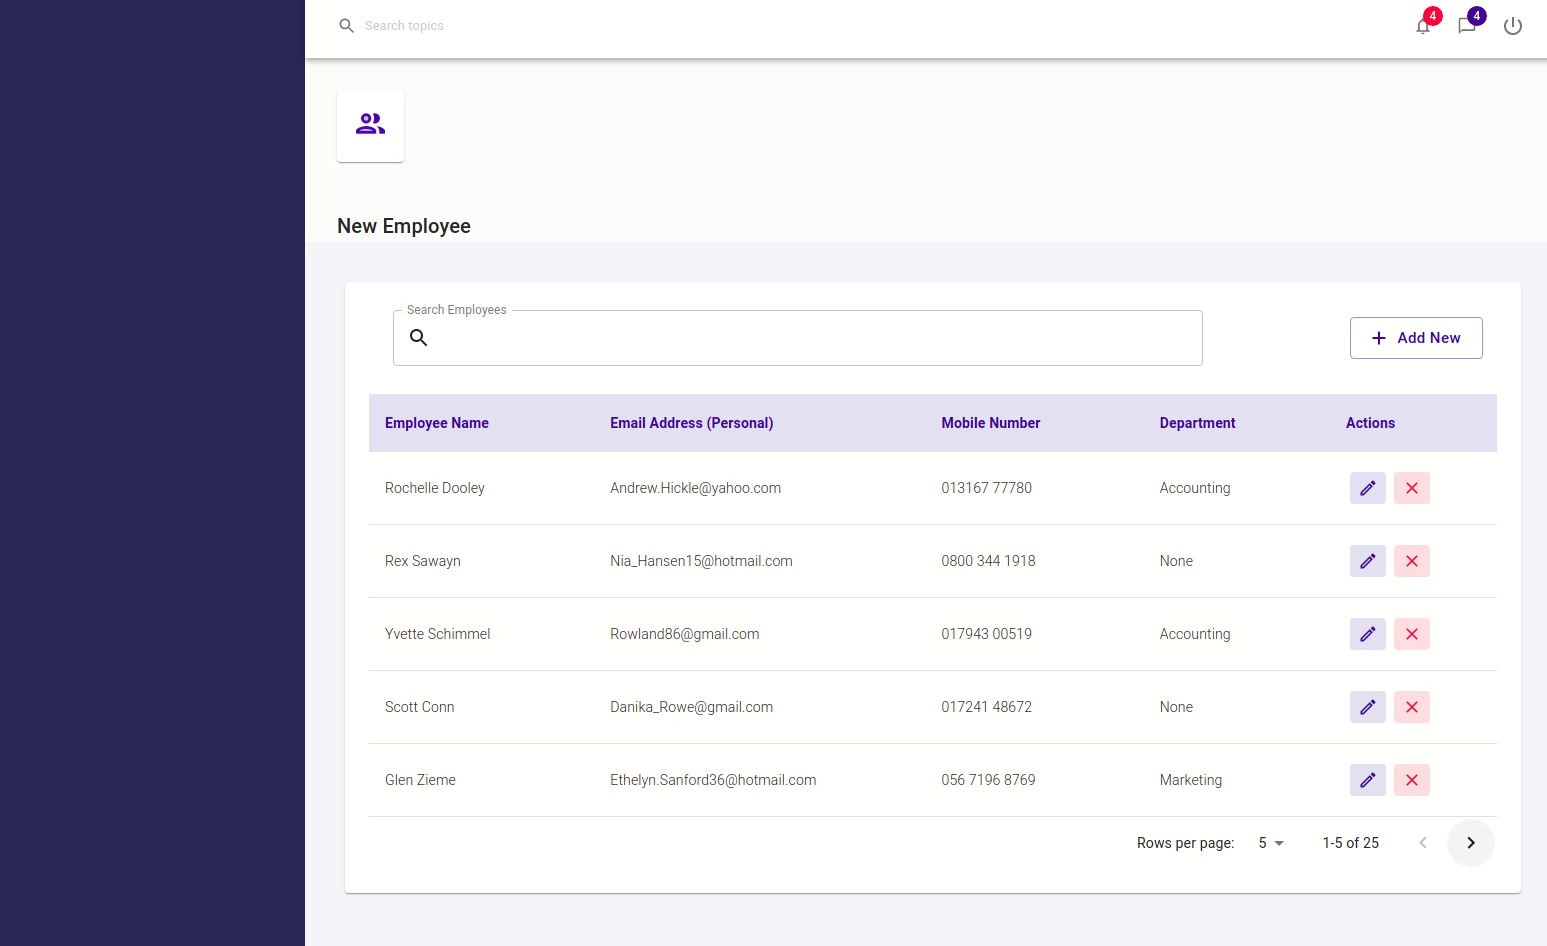 Search topics
4
4
New Employee
Search Employees
Add New
Employee Name Email Address (Personal) Mobile Number Department Actions
Rochelle Dooley Andrew.Hickle@yahoo.com 013167 77780 Accounting
Rex Sawayn Nia_Hansen15@hotmail.com 0800 344 1918 None
Yvette Schimmel Rowland86@gmail.com 017943 00519 Accounting
Scott Conn Danika_Rowe@gmail.com 017241 48672 None
Glen Zieme Ethelyn.Sanford36@hotmail.com 056 7196 8769 Marketing
Rows per page: 5 1-5 of 25